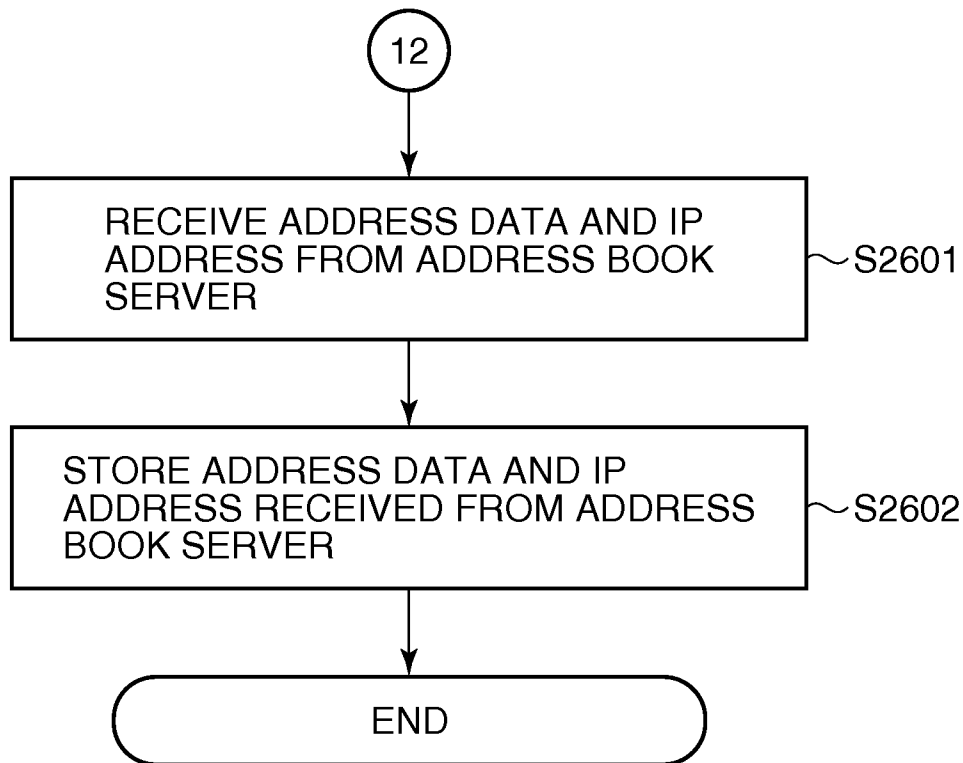 12
RECEIVE ADDRESS DATA AND IP
ADDRESS FROM ADDRESS BOOK
SERVER
S2601
STORE ADDRESS DATA AND IP
ADDRESS RECEIVED FROM ADDRESS
BOOK SERVER
S2602
END